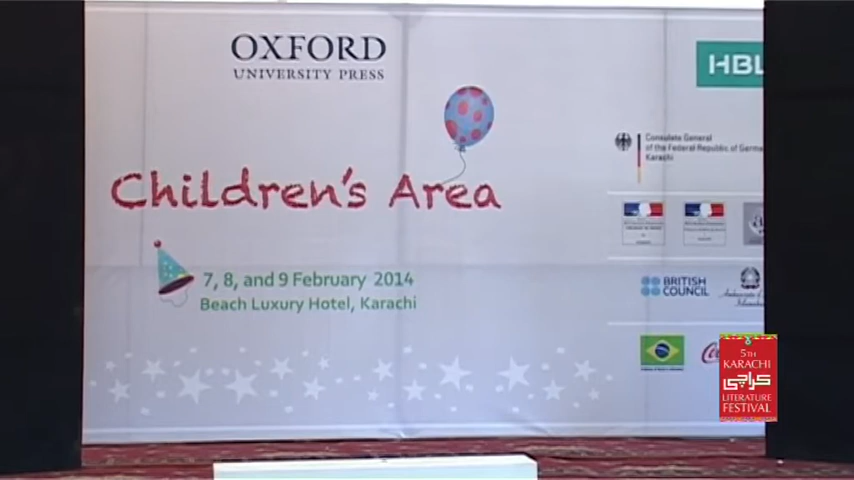 OXFORD
UNIVERSITY PRESS
Children's Area
7, 8, and 9 February 2014
Beach Luxury Hotel, Karachi
HBL
Consulate General
of the Federal Republic of Germa
Karachi
BRITISH
COUNCIL
5TH
KARACHI
کراچی
LITERATURE
FESTIVAL